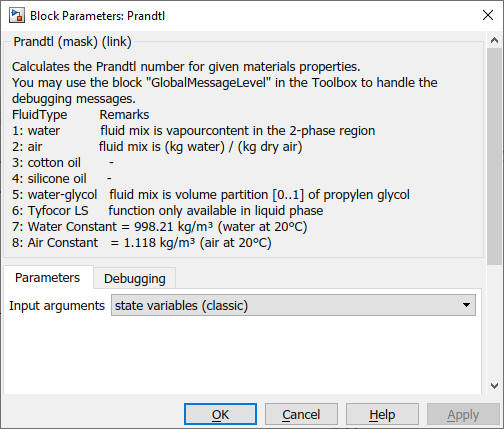 Block Parameters: Prandtl
Prandtl (mask) (link)
Calculates the Prandtl number for given materials properties.
You may use the block "GlobalMessageLevel" in the Toolbox to handle the
debugging messages.
FluidType Remarks
1: water fluid mix is vapourcontent in the 2-phase region
2: air fluid mix is (kg water) / (kg dry air)
3: cotton oil -
4: silicone oil -
5: water-glycol fluid mix is volume partition [0..1] of propylen glycol
6: Tyfocor LS function only available in liquid phase
7: Water Constant = 998.21 kg/m³ (water at 20ºC)
8: Air Constant = 1.118 kg/m³ (air at 20ºC)
Parameters Debugging
Input arguments state variables (classic)
OK Cancel Help Apply